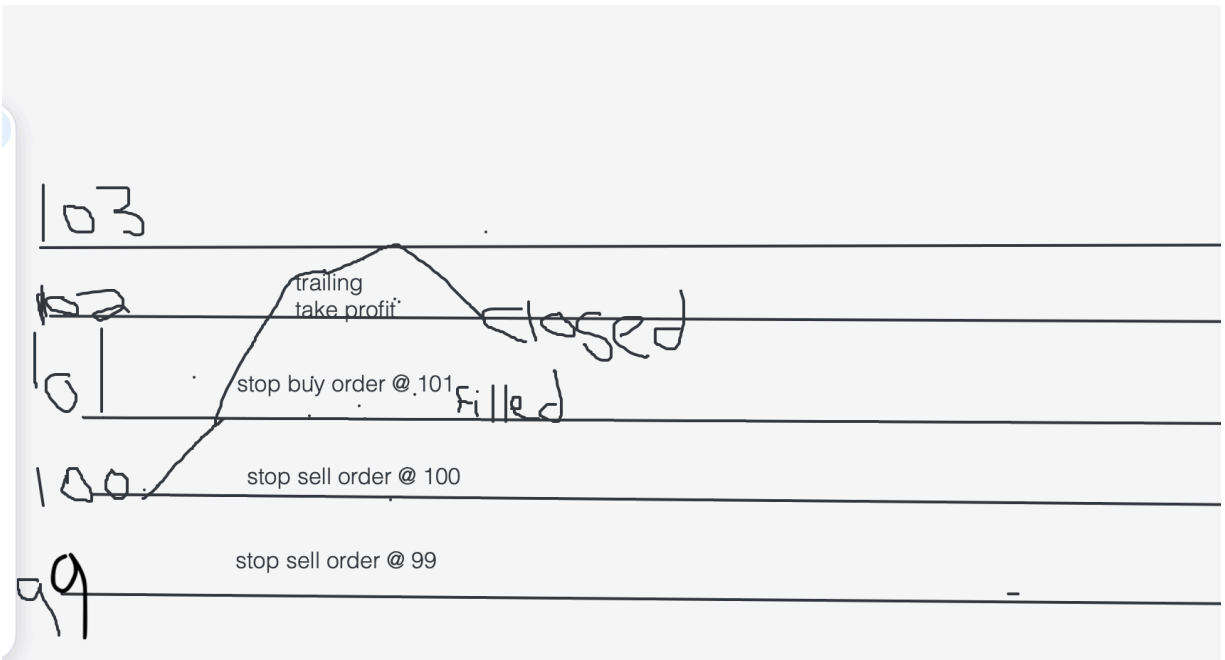 103
trailing
take profit
102
closed
101
stop buy order @ 101
Filled
100
stop sell order @ 100
stop sell order @ 99
99